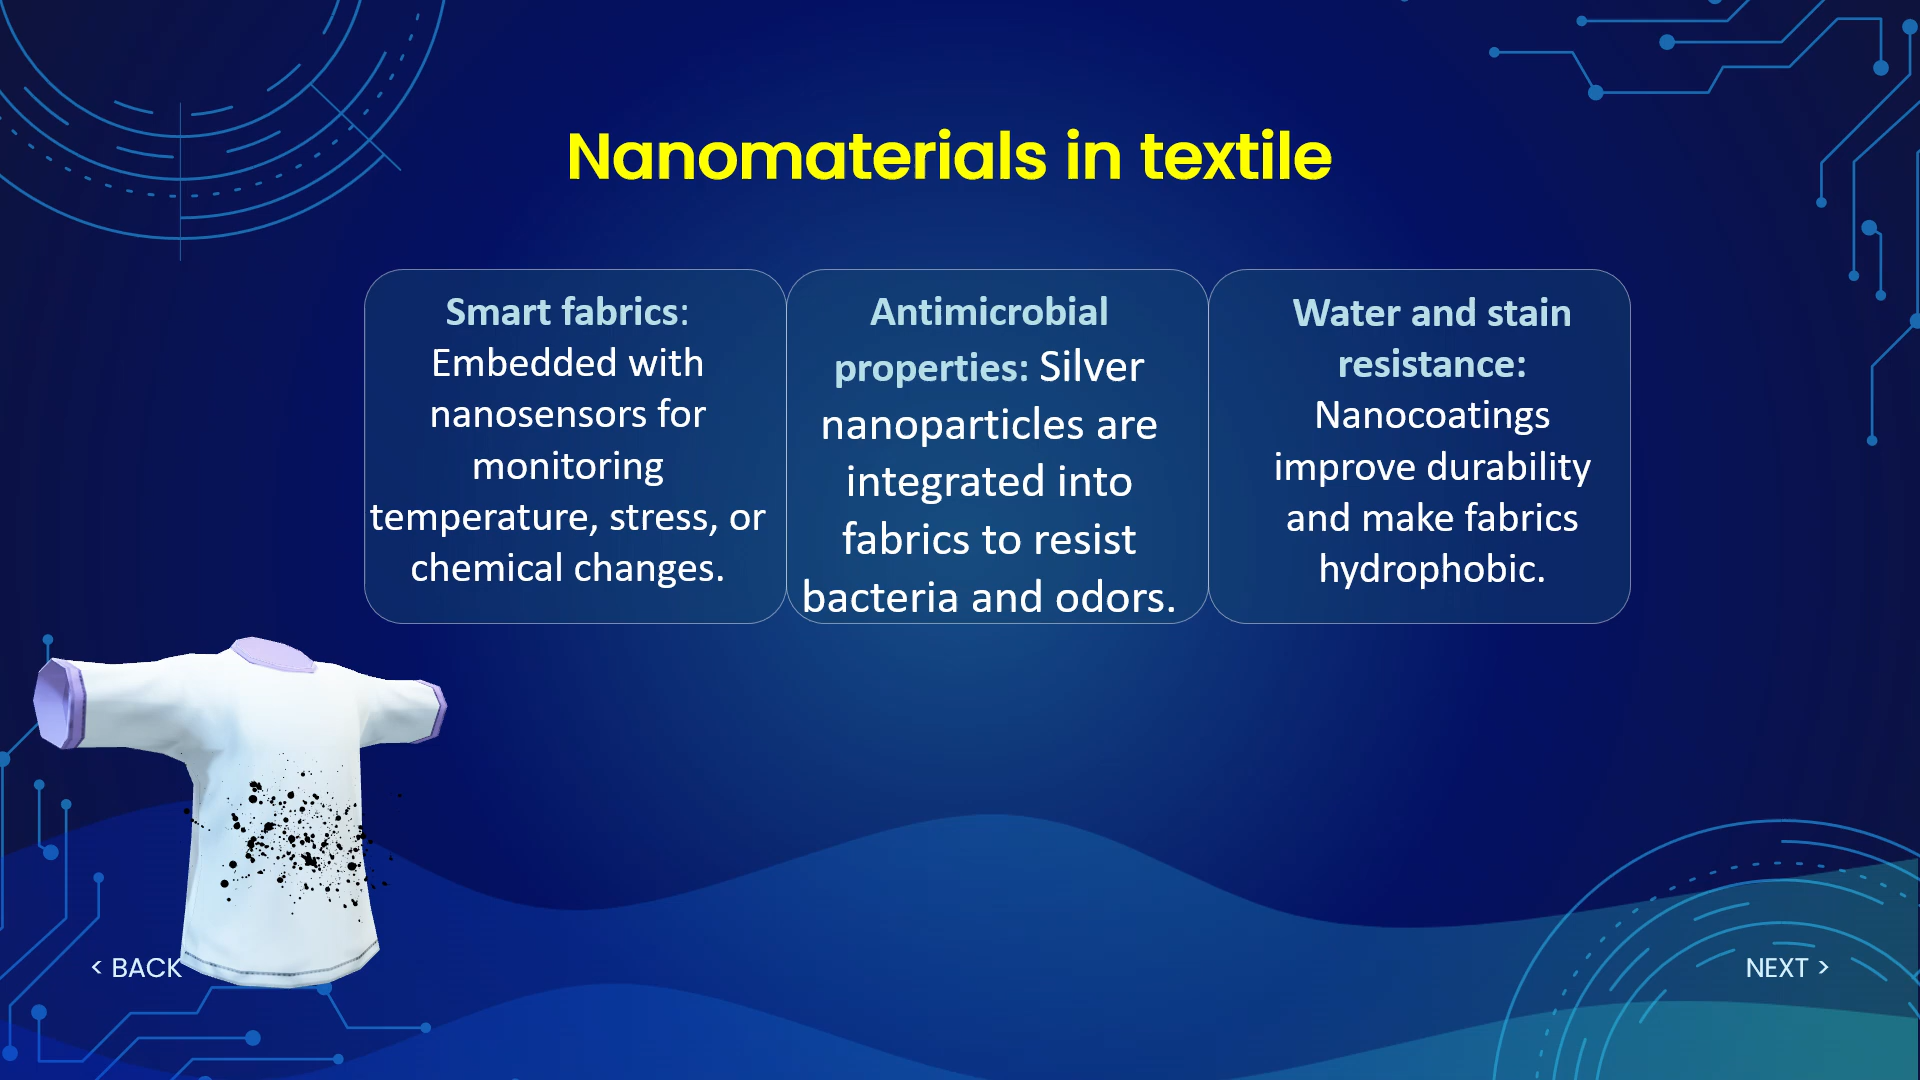 Nanomaterials in textile
Smart fabrics:
Embedded with
nanosensors for
monitoring
temperature, stress, or
chemical changes.
Antimicrobial
properties: Silver
nanoparticles are
integrated into
fabrics to resist
bacteria and odors.
Water and stain
resistance:
Nanocoatings
improve durability
and make fabrics
hydrophobic.
< BACK
NEXT >